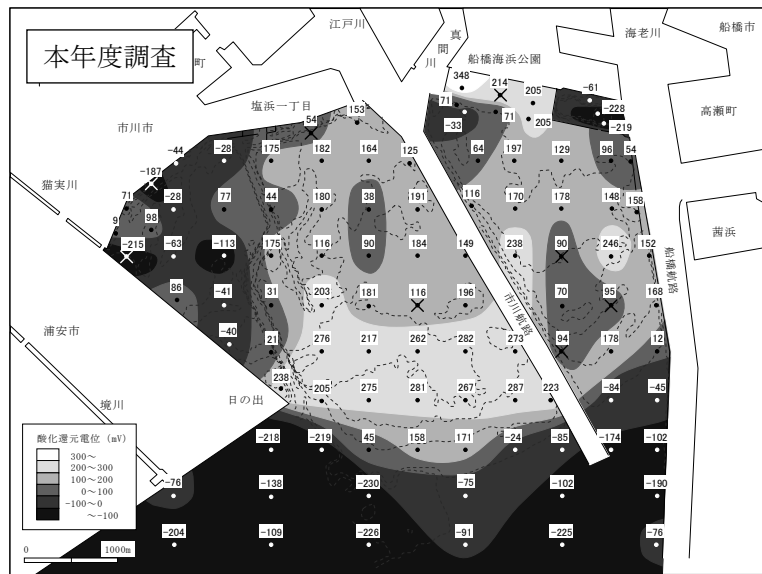 本年度調査
町
江戸川
真間川
船橋海浜公園
海老川
船橋市
高瀬町
塩浜一丁目
市川市
猫実川
浦安市
境川
日の出
市川航路
船橋航路
茜浜
348 214 205 -61
71 71 205 -228
-33 -219
54 153
-44 -28 175 182 164 125 64 197 129 96 54
-187
71 -28 77 44 180 38 191 116 170 178 148 158
9 98
-215 -63 -113 175 116 90 184 149 238 90 246 152
86 -41 31 203 181 116 196 70 95 168
-40 21 276 217 262 282 273 94 178 12
238 205 275 281 267 287 223 -84 -45
-218 -219 45 158 171 -24 -85 -174 -102
-76 -138 -230 -75 -102 -190
-204 -109 -226 -91 -225 -76
酸化還元電位 (mV)
300～
200～300
100～200
0～100
-100～0
～-100
0 1000m